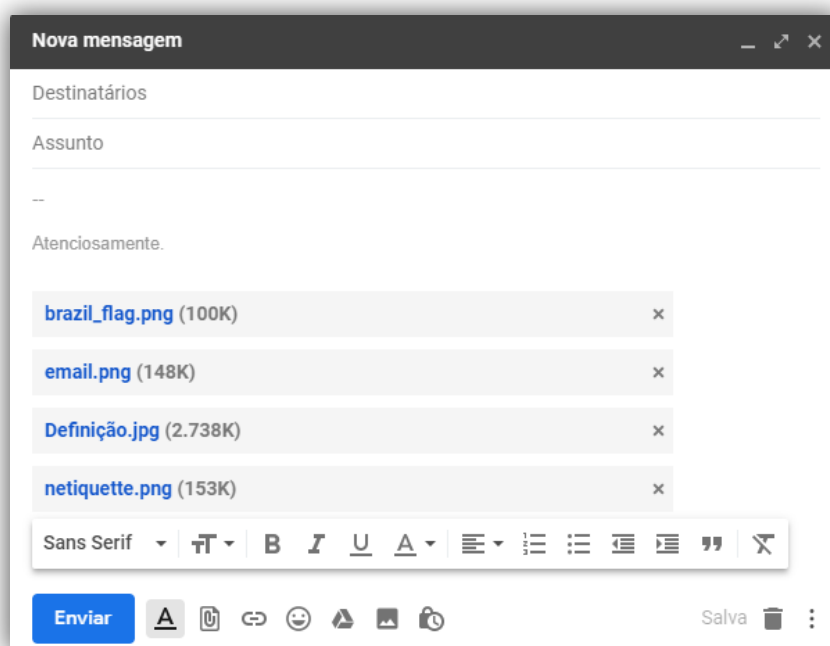 Nova mensagem
Destinatários
Assunto
--
Atenciosamente.
brazil_flag.png (100K)
email.png (148K)
Definição.jpg (2.738K)
netiquette.png (153K)
Sans Serif
Enviar
Salva